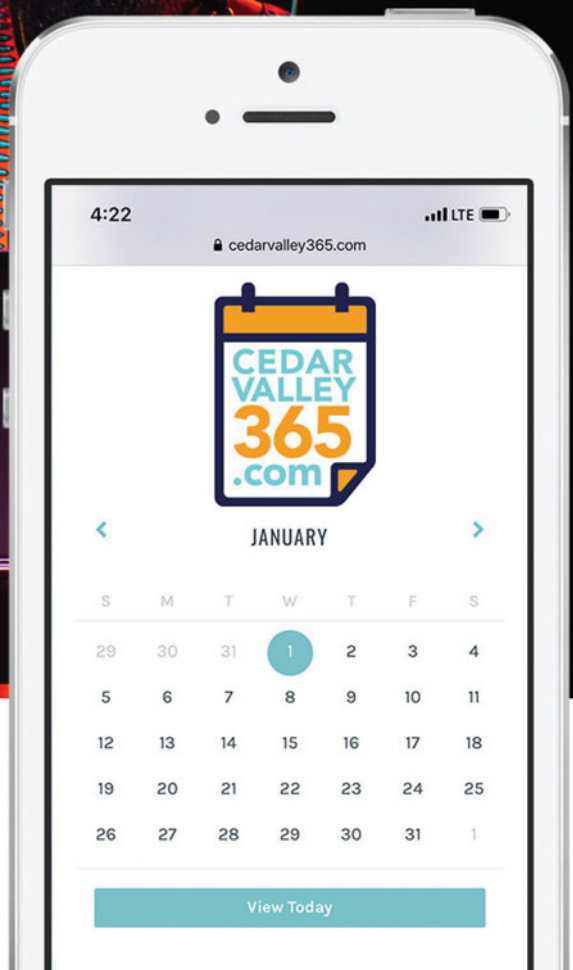 4:22 LTE
cedarvalley365.com
CEDAR
VALLEY
365
.com
JANUARY
S M T W T F S
29 30 31 1 2 3 4
5 6 7 8 9 10 11
12 13 14 15 16 17 18
19 20 21 22 23 24 25
26 27 28 29 30 31 1
View Today